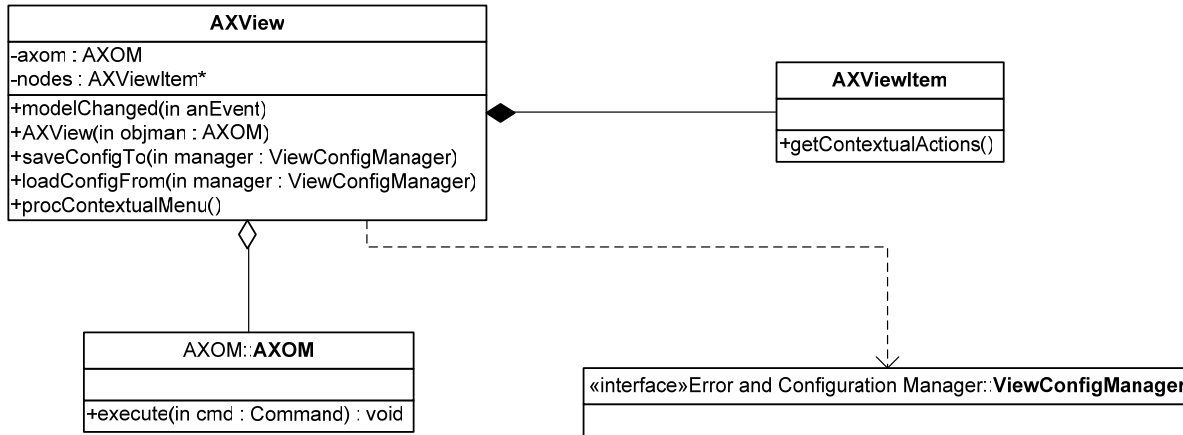 AXView
-axom : AXOM
-nodes : AXViewItem*
+modelChanged(in anEvent)
+AXView(in objman : AXOM)
+saveConfigTo(in manager : ViewConfigManager)
+loadConfigFrom(in manager : ViewConfigManager)
+procContextualMenu()
AXViewItem
+getContextualActions()
AXOM::AXOM
+execute(in cmd : Command) : void
«interface»Error and Configuration Manager::ViewConfigManager